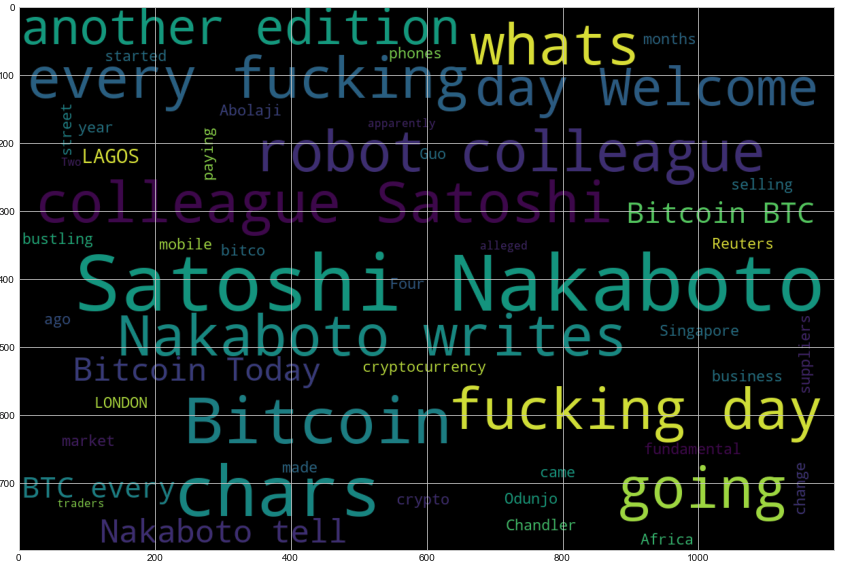 0
another edition
whats
months
started
phones
100
every fucking
day Welcome
street
Abolaji
year
apparently
200
Two
LAGOS
paying
robot colleague
Guo
selling
300
colleague Satoshi
Bitcoin BTC
bustling
mobile
bitco
alleged
Reuters
400
Satoshi Nakaboto
Four
ago
Nakaboto writes
Singapore
suppliers
500
Bitcoin Today
cryptocurrency
business
LONDON
600
Bitcoin
fucking day
market
fundamental
700
BTC every
chars
made
came
going
change
traders
crypto
Odunjo
Nakaboto tell
Chandler
Africa
0
200
400
600
800
1000